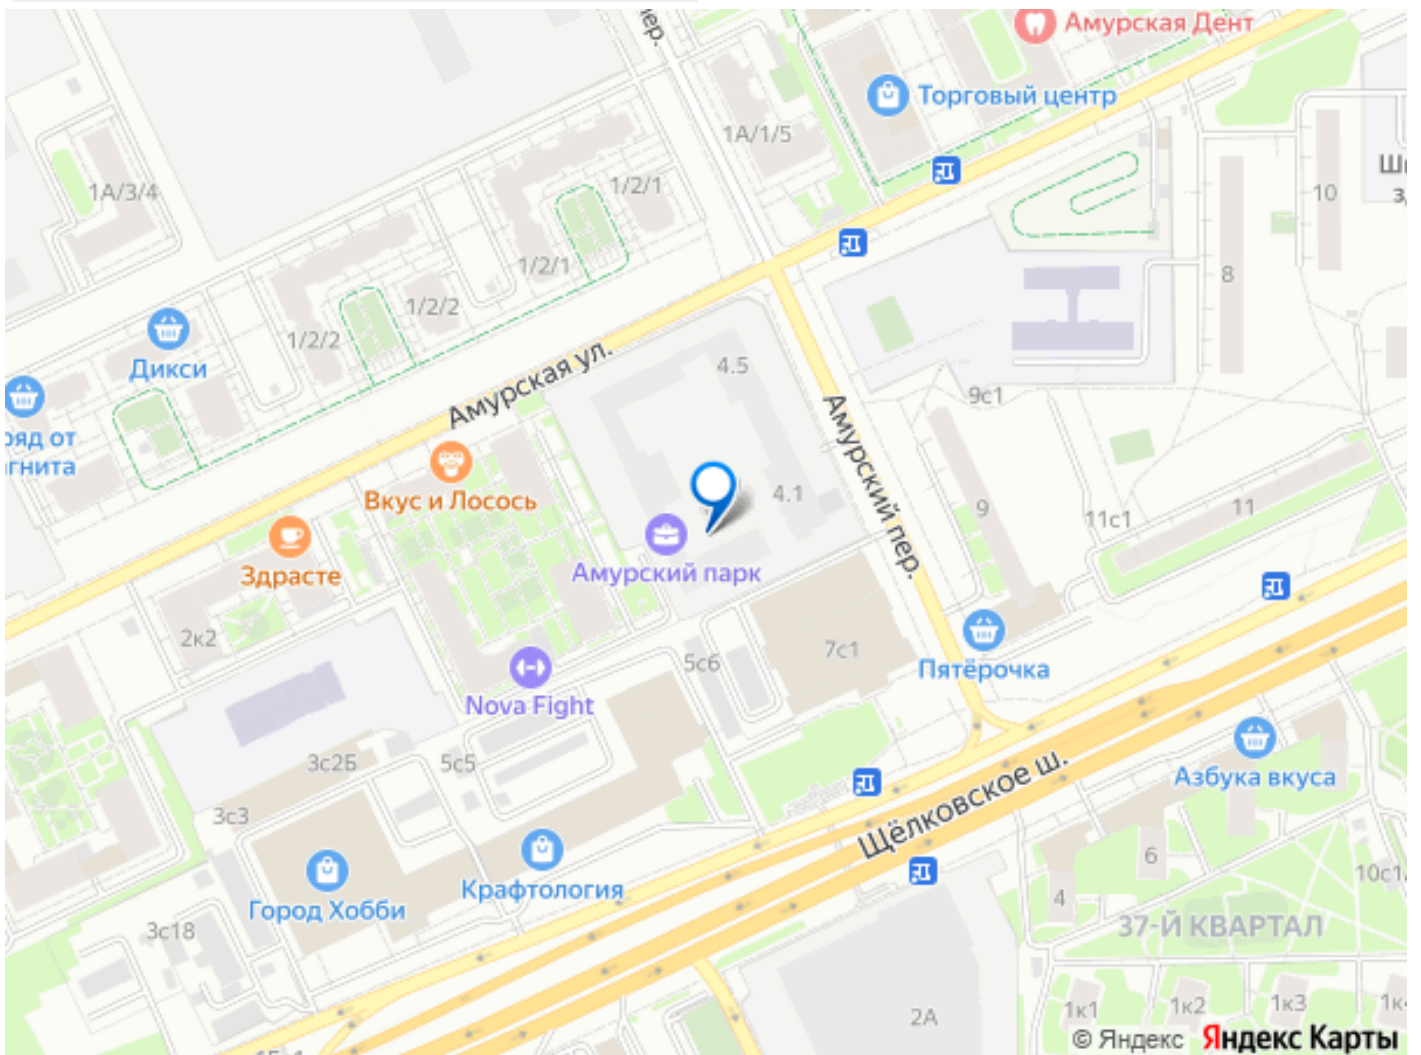 пер.
Амурская Дент
Торговый центр
1А/1/5
1А/3/4
1/2/1
10
1/2/1
8
1/2/2
1/2/2
Дикси
4.5
Амурская ул.
9с1
Амурский пер.
Вкус и Лосось
4.1
9
11с1
11
Здрасте
Амурский парк
2к2
7с1
5с6
Пятёрочка
Nova Fight
3с2Б
5с5
Азбука вкуса
3с3
Щёлковское ш.
Крафтология
6
Город Хобби
4
10с1
3с18
37-Й КВАРТАЛ
2А
1к1
1к2
1к3
© Яндекс Яндекс Карты